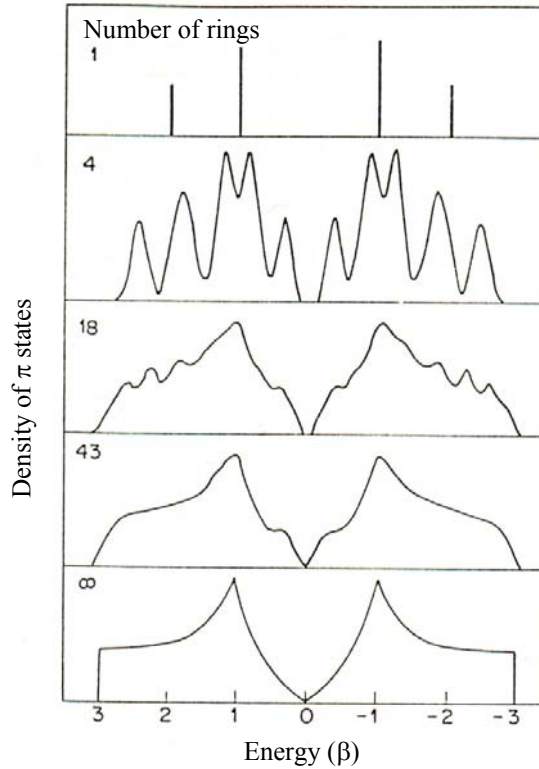 Number of rings
1
4
18
43
∞
Density of π states
3 2 1 0 -1 -2 -3
Energy (β)